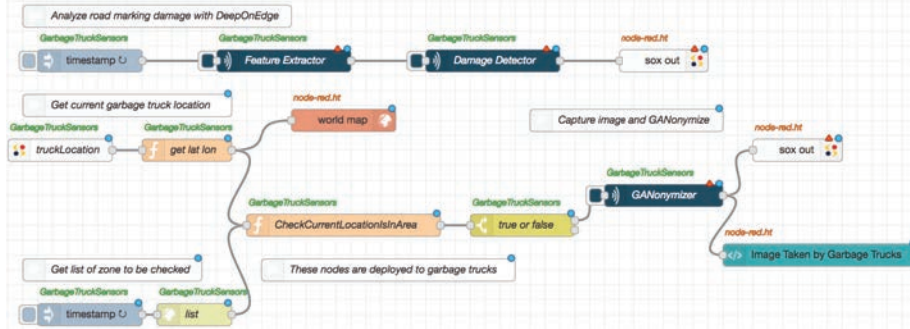 Analyze road marking damage with DeepOnEdge
GarbageTruckSensors GarbageTruckSensors GarbageTruckSensors node-red.ht
timestamp ↻ Feature Extractor Damage Detector sox out
Get current garbage truck location node-red.ht
world map Capture image and GANonymize
GarbageTruckSensors GarbageTruckSensors node-red.ht
truckLocation get lat lon sox out
GarbageTruckSensors
GANonymizer
GarbageTruckSensors GarbageTruckSensors
CheckCurrentLocationIsInArea true or false
node-red.ht
Image Taken by Garbage Trucks
Get list of zone to be checked These nodes are deployed to garbage trucks
GarbageTruckSensors GarbageTruckSensors
timestamp ↻ list